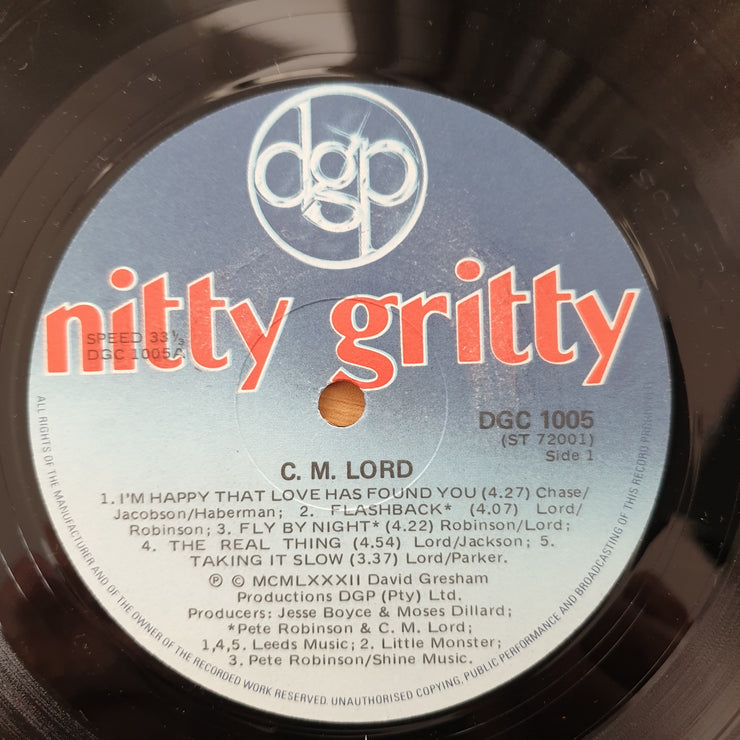 dgp
nitty gritty
SPEED 33 1/3
DGC 1005A
DGC 1005
(ST 72001)
Side 1
C. M. LORD
1. I'M HAPPY THAT LOVE HAS FOUND YOU (4.27) Chase/
Jacobson/Haberman; 2. FLASHBACK* (4.07) Lord/
Robinson; 3. FLY BY NIGHT* (4.22) Robinson/Lord;
4. THE REAL THING (4.54) Lord/Jackson; 5.
TAKING IT SLOW (3.37) Lord/Parker.
℗ © MCMLXXXII David Gresham
Productions DGP (Pty) Ltd.
Producers: Jesse Boyce & Moses Dillard;
*Pete Robinson & C. M. Lord;
1,4,5. Leeds Music; 2. Little Monster;
3. Pete Robinson/Shine Music.
ALL RIGHTS OF THE MANUFACTURER AND OF THE OWNER OF THE RECORDED WORK RESERVED. UNAUTHORISED COPYING, PUBLIC PERFORMANCE AND BROADCASTING OF THIS RECORD PROHIBITED